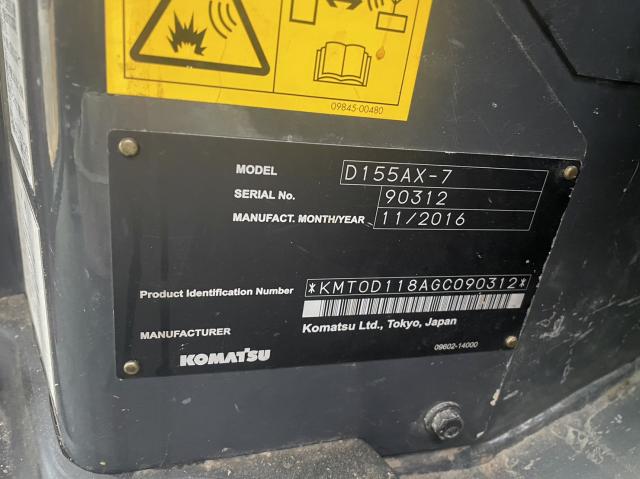 09845-00480
MODEL D155AX-7
SERIAL No. 90312
MANUFACT. MONTH/YEAR 11/2016
Product Identification Number *KMT0D118AGC090312*
MANUFACTURER Komatsu Ltd., Tokyo, Japan
KOMATSU 09602-14000